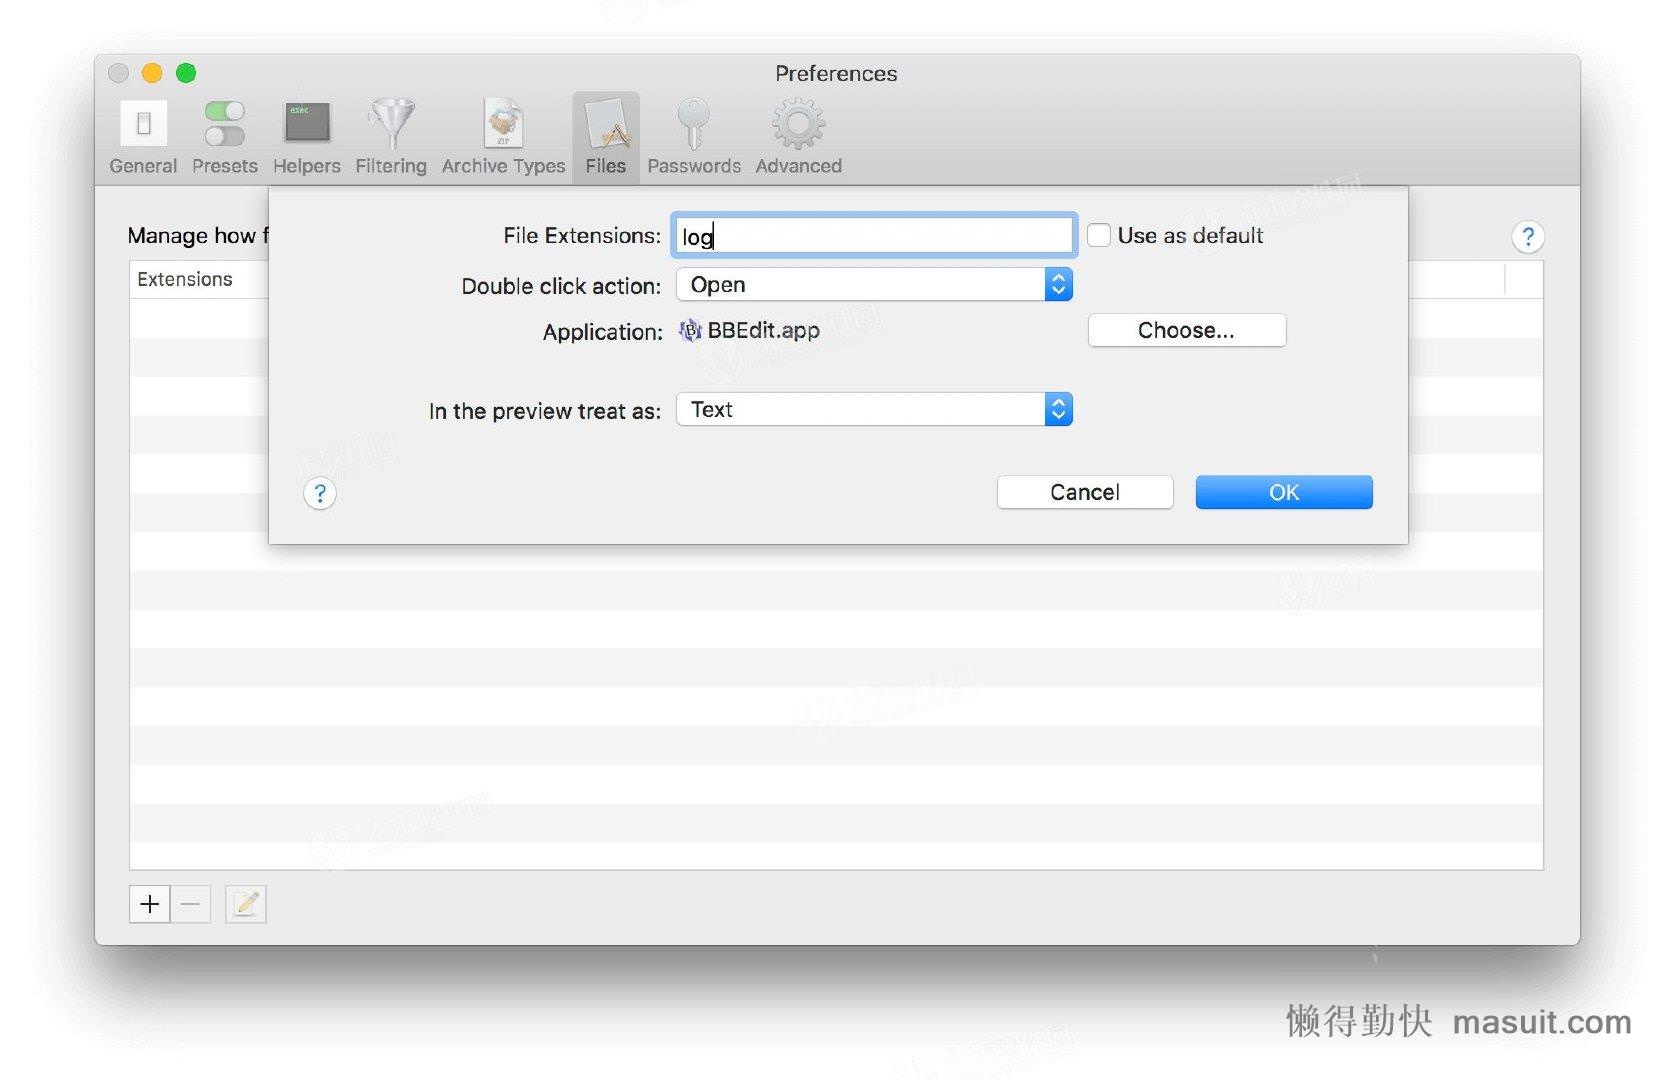 Preferences
exec
ZIP
General Presets Helpers Filtering Archive Types Files Passwords Advanced
Manage how f
File Extensions: log Use as default ?
Extensions
Double click action: Open
Application: BBEdit.app Choose...
In the preview treat as: Text
? Cancel OK
懒得勤快 masuit.com